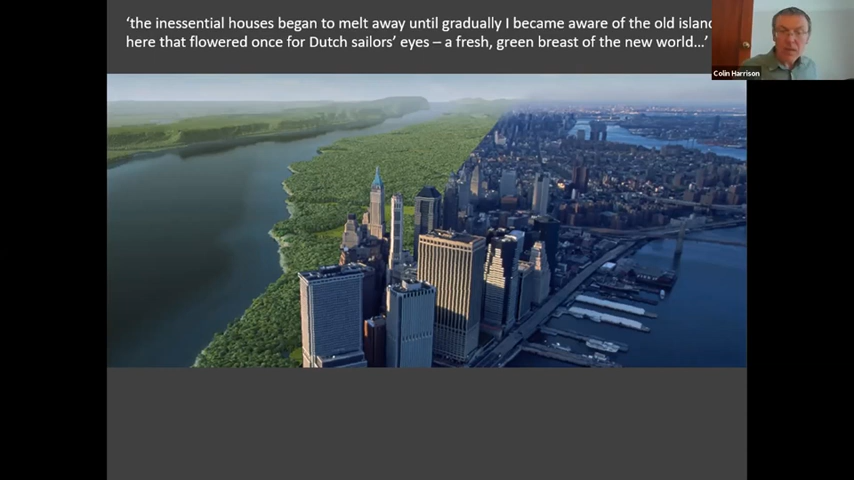 ‘the inessential houses began to melt away until gradually I became aware of the old island
here that flowered once for Dutch sailors’ eyes – a fresh, green breast of the new world…’
Colin Harrison